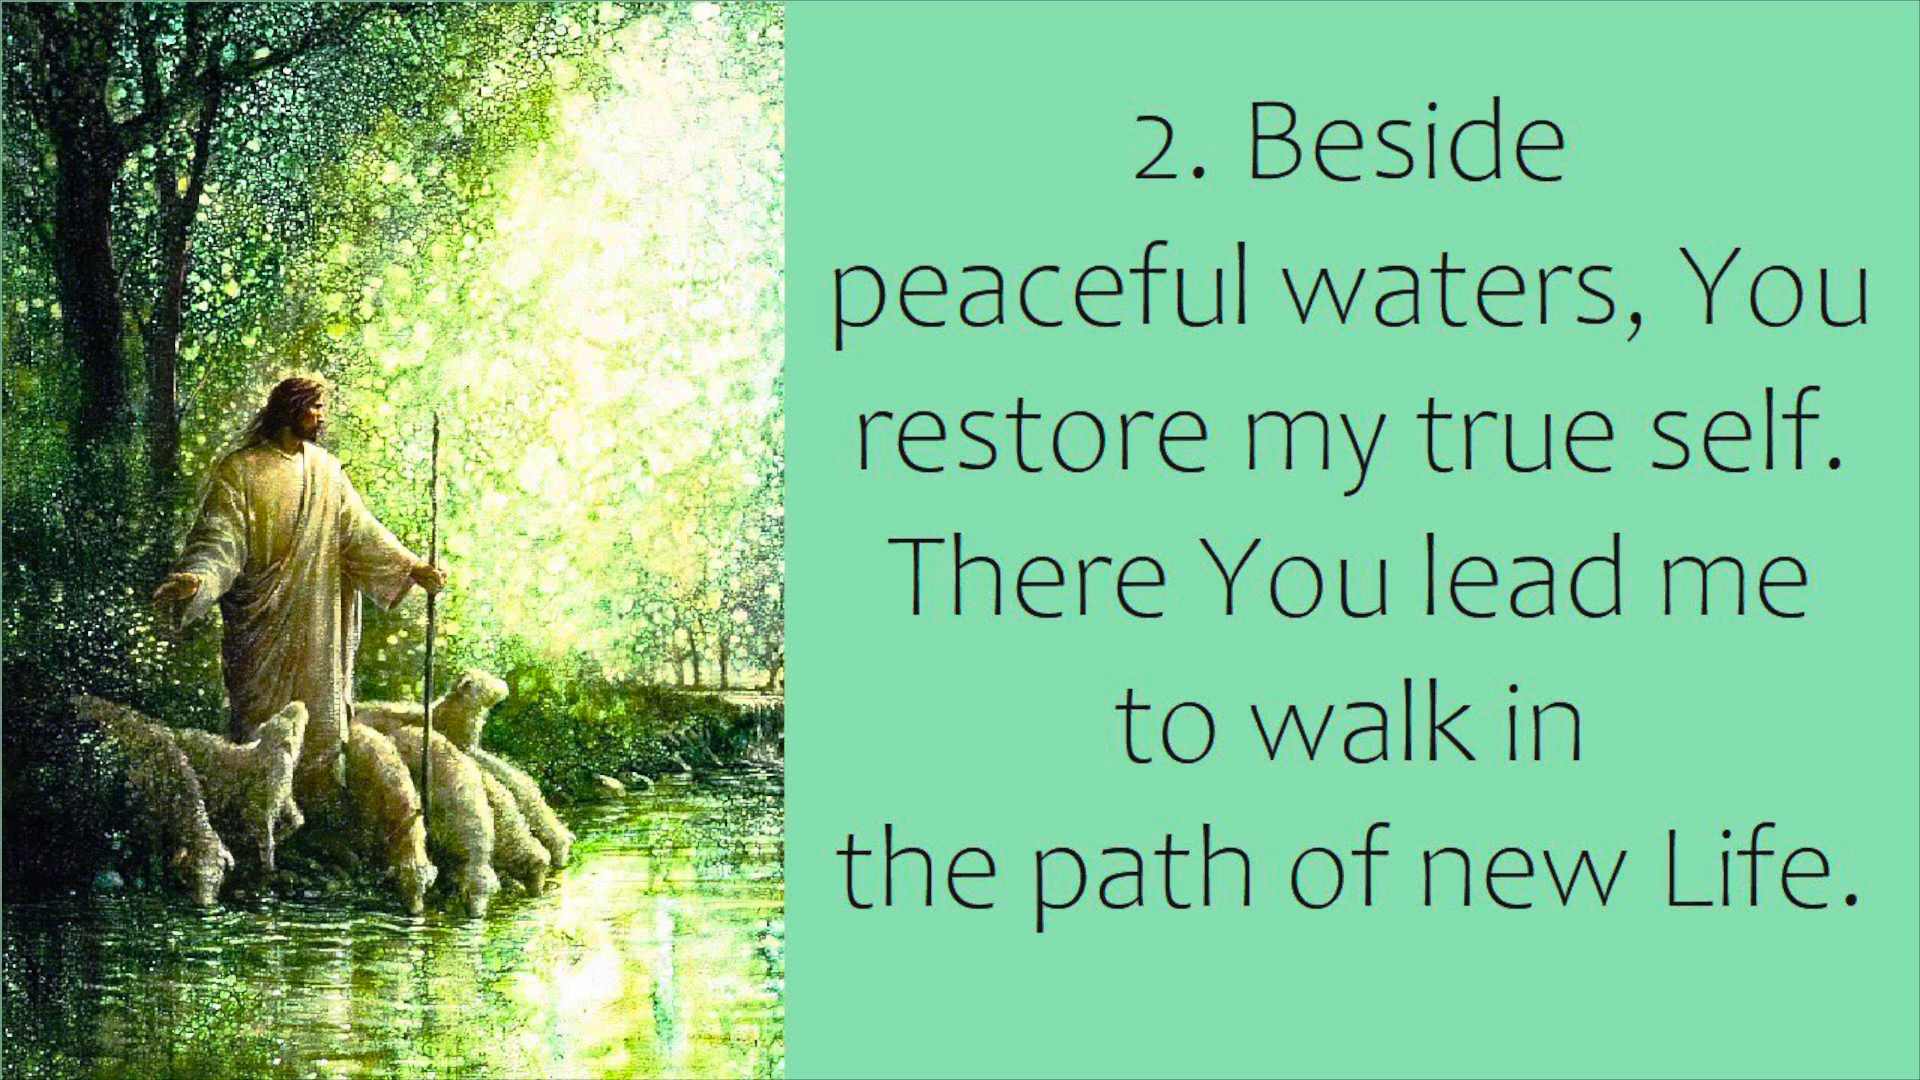 2. Beside
peaceful waters, You
restore my true self.
There You lead me
to walk in
the path of new Life.